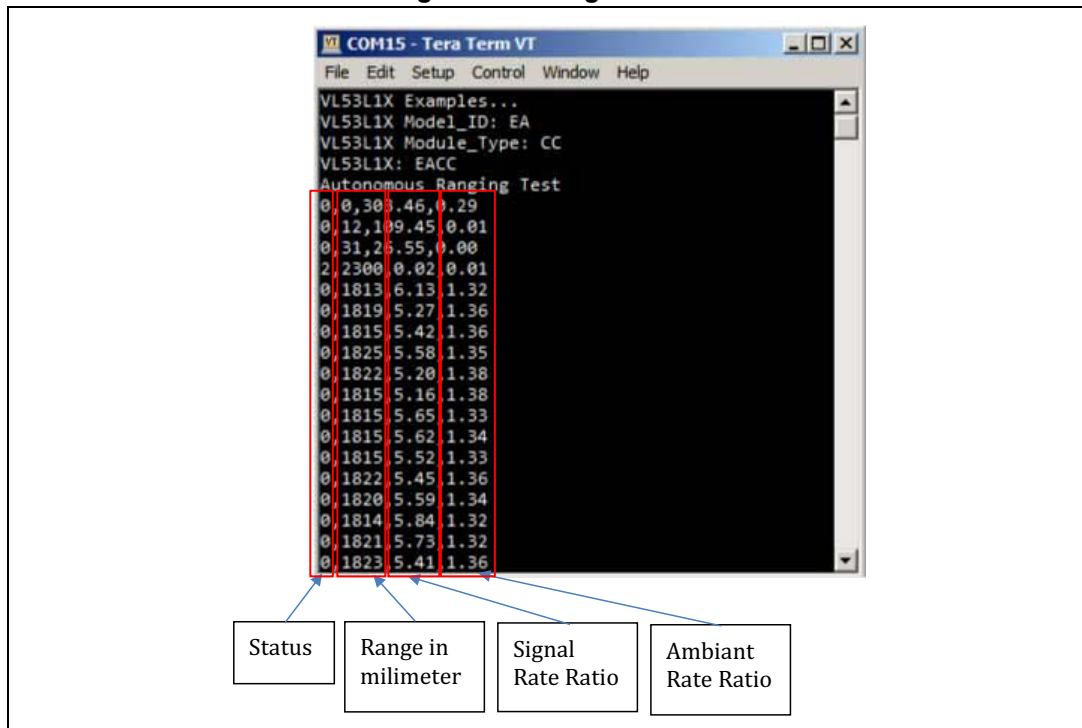 COM15 - Tera Term VT
File Edit Setup Control Window Help
VL53L1X Examples...
VL53L1X Model_ID: EA
VL53L1X Module_Type: CC
VL53L1X: EACC
Autonomous Ranging Test
0,0,303.46,0.29
0,12,109.45,0.01
0,31,26.55,0.00
2,2300,0.02,0.01
0,1813,6.13,1.32
0,1819,5.27,1.36
0,1815,5.42,1.36
0,1825,5.58,1.35
0,1822,5.20,1.38
0,1815,5.16,1.38
0,1815,5.65,1.33
0,1815,5.62,1.34
0,1815,5.52,1.33
0,1822,5.45,1.36
0,1820,5.59,1.34
0,1814,5.84,1.32
0,1821,5.73,1.32
0,1823,5.41,1.36
Status
Range in
milimeter
Signal
Rate Ratio
Ambiant
Rate Ratio